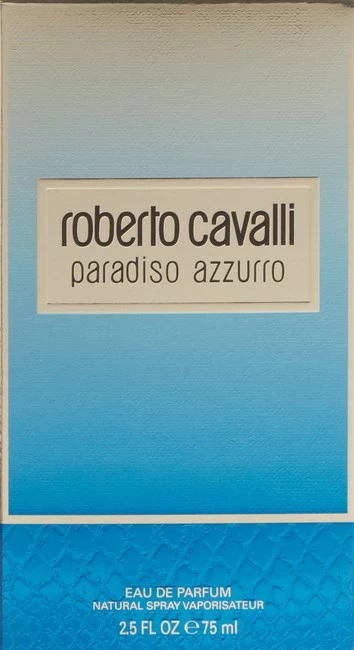 roberto cavalli
paradiso azzurro
EAU DE PARFUM
NATURAL SPRAY VAPORISATEUR
2.5 FL OZ ℮ 75 ml